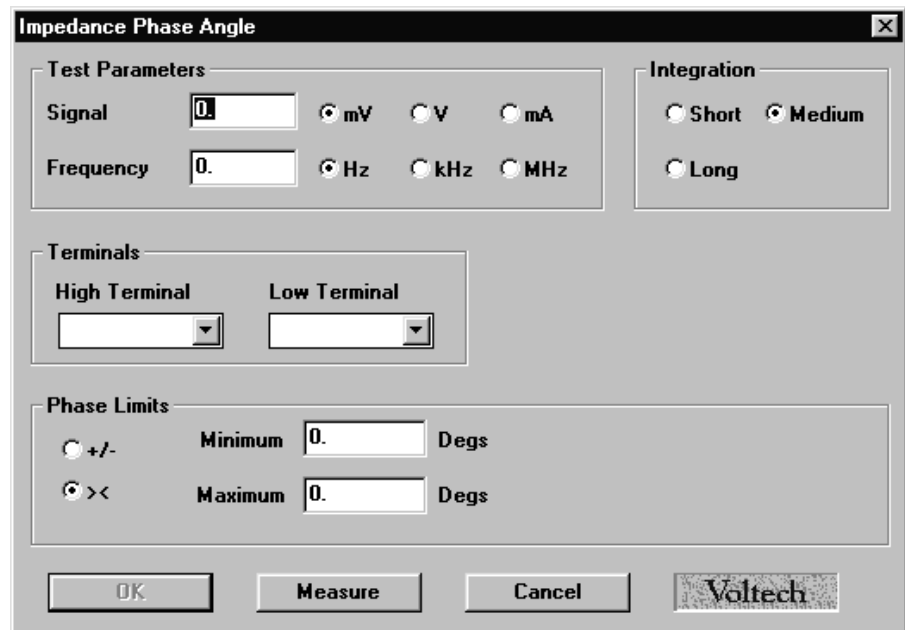 Impedance Phase Angle
Test Parameters
Signal 0. mV V mA
Frequency 0. Hz kHz MHz
Integration
Short Medium
Long
Terminals
High Terminal Low Terminal
Phase Limits
+/- Minimum 0. Degs
>< Maximum 0. Degs
OK Measure Cancel Voltech